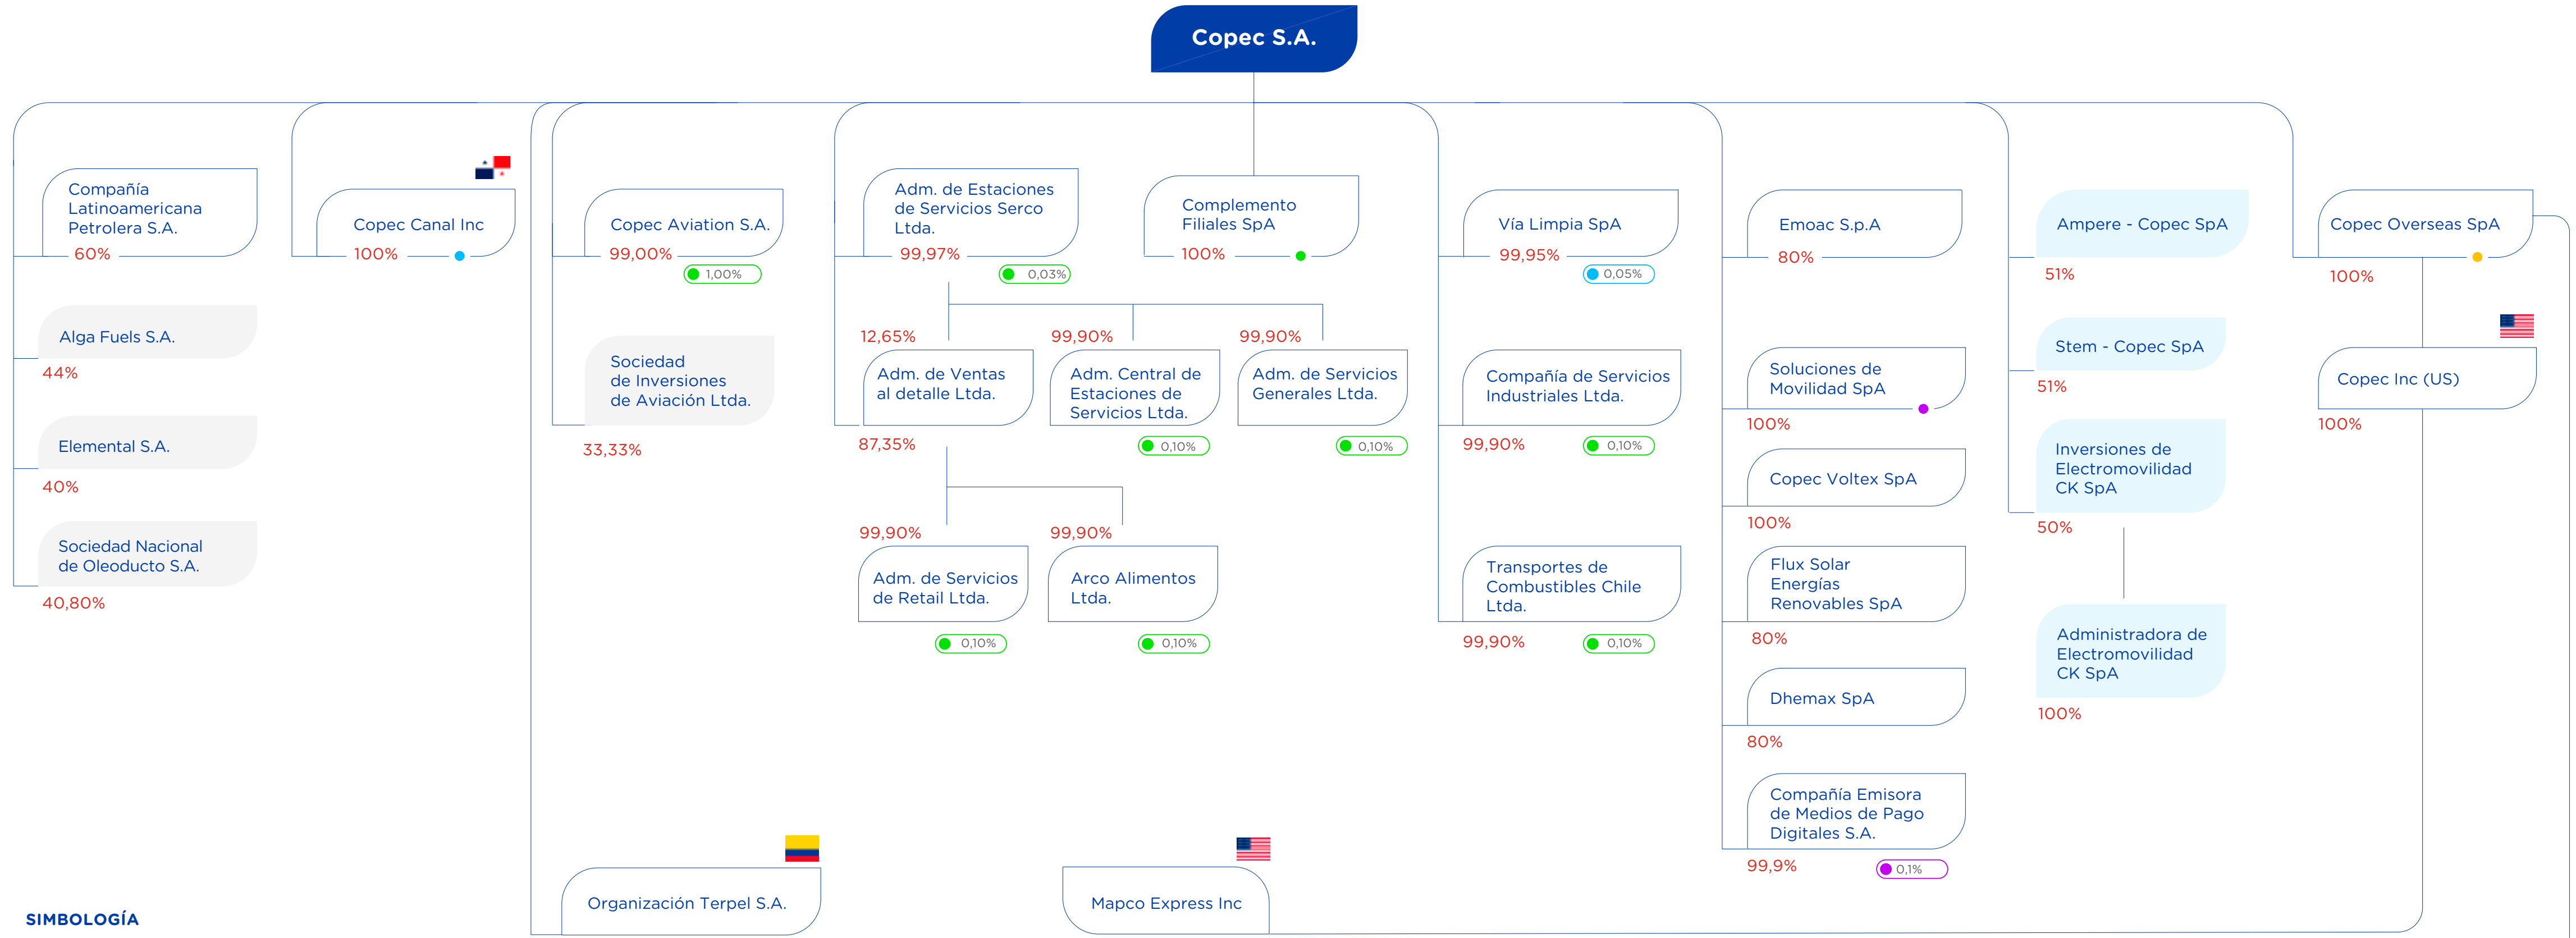 Copec S.A.
Compañía
Latinoamericana
Petrolera S.A.
60%
Alga Fuels S.A.
44%
Elemental S.A.
40%
Sociedad Nacional
de Oleoducto S.A.
40,80%
Copec Canal Inc
100%
Copec Aviation S.A.
99,00%
1,00%
Sociedad
de Inversiones
de Aviación Ltda.
33,33%
Adm. de Estaciones
de Servicios Serco
Ltda.
99,97%
0,03%
12,65%
Adm. de Ventas
al detalle Ltda.
87,35%
99,90%
Adm. Central de
Estaciones de
Servicios Ltda.
0,10%
99,90%
Adm. de Servicios
Generales Ltda.
0,10%
99,90%
Adm. de Servicios
de Retail Ltda.
0,10%
99,90%
Arco Alimentos
Ltda.
0,10%
Complemento
Filiales SpA
100%
Vía Limpia SpA
99,95%
0,05%
Compañía de Servicios
Industriales Ltda.
99,90%
0,10%
Transportes de
Combustibles Chile
Ltda.
99,90%
0,10%
Emoac S.p.A
80%
Soluciones de
Movilidad SpA
100%
Copec Voltex SpA
100%
Flux Solar
Energías
Renovables SpA
80%
Dhemax SpA
80%
Compañía Emisora
de Medios de Pago
Digitales S.A.
99,9%
0,1%
Ampere - Copec SpA
51%
Stem - Copec SpA
51%
Inversiones de
Electromovilidad
CK SpA
50%
Administradora de
Electromovilidad
CK SpA
100%
Copec Overseas SpA
100%
Copec Inc (US)
100%
Organización Terpel S.A.
Mapco Express Inc
SIMBOLOGÍA